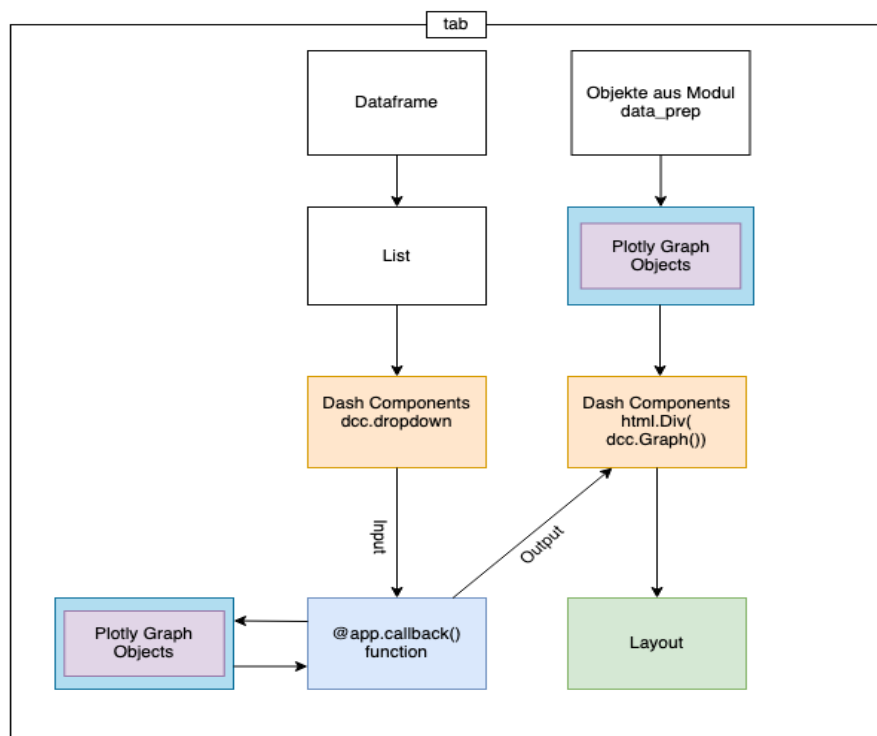 tab
Dataframe
Objekte aus Modul
data_prep
List
Plotly Graph
Objects
Dash Components
dcc.dropdown
Dash Components
html.Div(
dcc.Graph())
Input
Output
Plotly Graph
Objects
@app.callback()
function
Layout